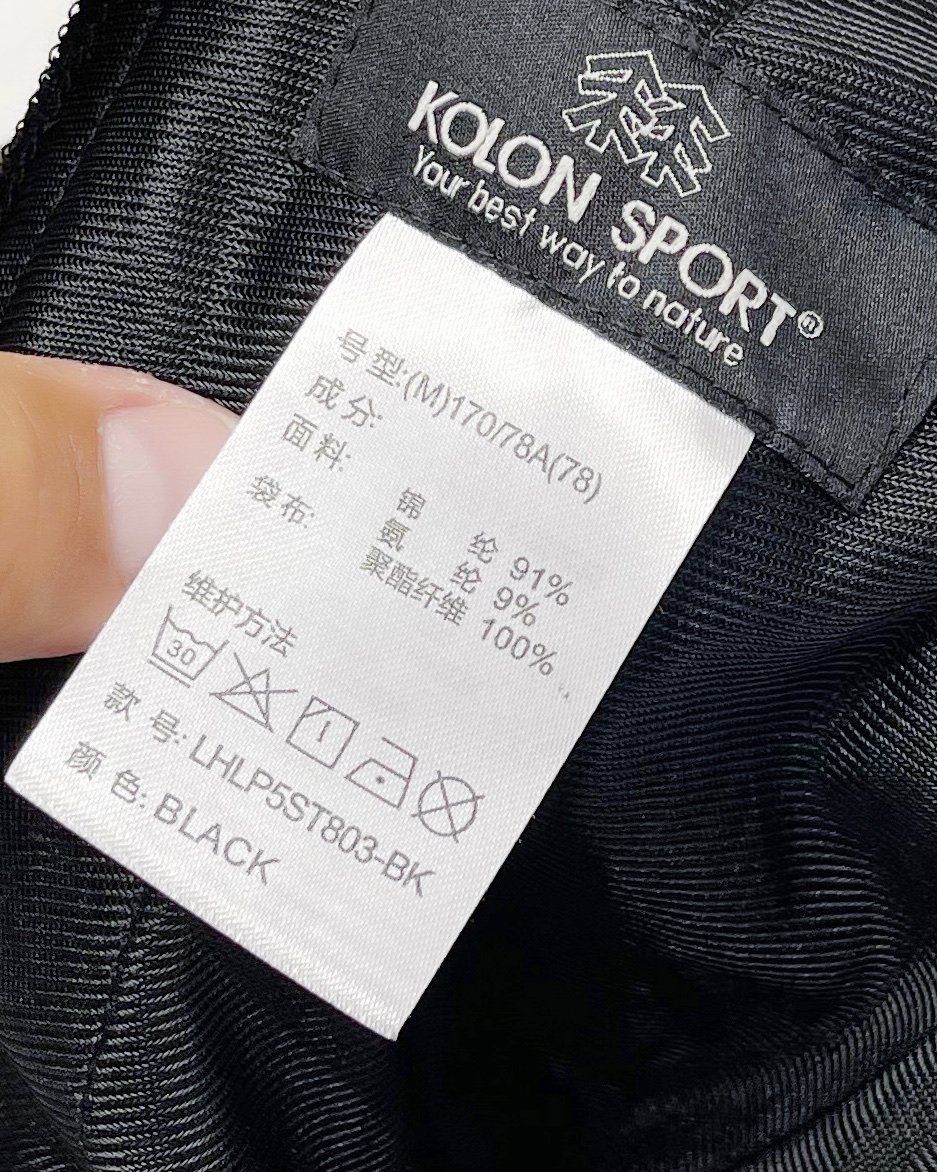 KOLON SPORT®
Your best way to nature
号型:(M)170/78A(78)
成分:
面料:
锦 纶 91%
氨 纶 9%
袋布: 聚酯纤维 100%
维护方法
30
款 号: LHLP5ST803-BK
颜 色: BLACK